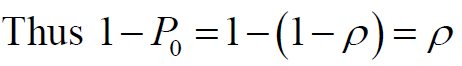 Thus 1−P₀ = 1−(1−ρ) = ρ